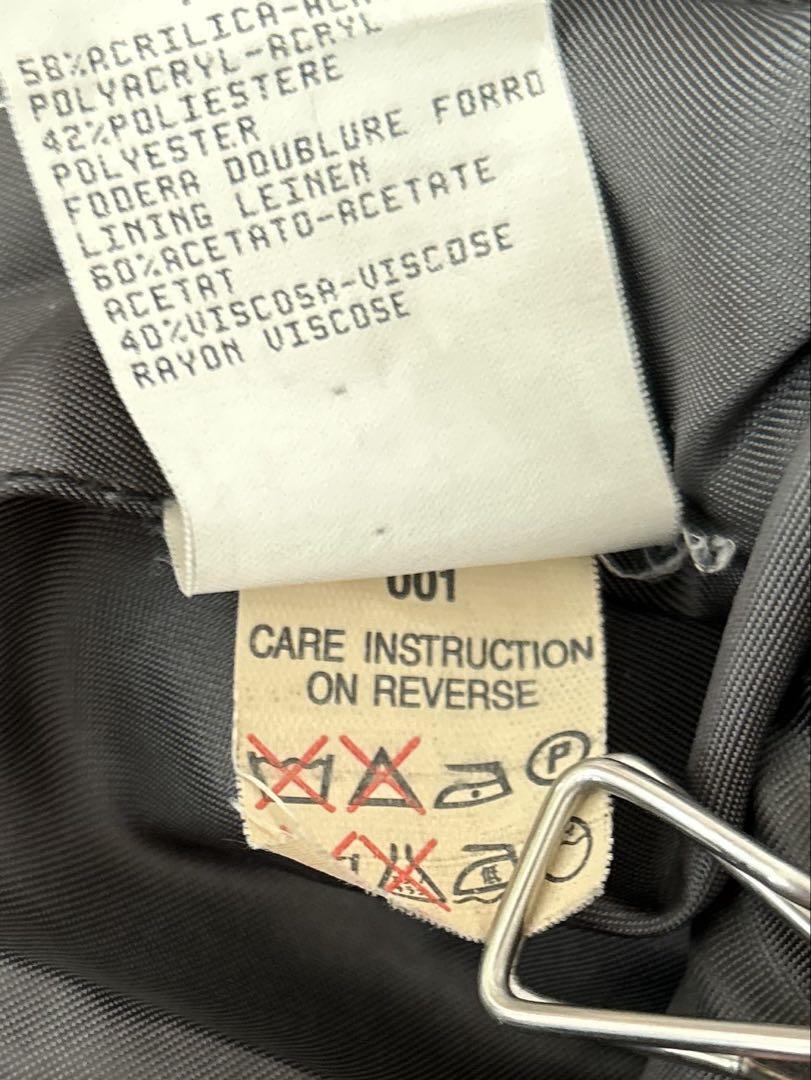 58%ACRILICA-ACR
POLYACRYL-ACRYL
42%POLIESTERE
POLYESTER
FODERA DOUBLURE FORRO
LINING LEINEN
60%ACETATO-ACETATE
ACETAT
40%VISCOSA-VISCOSE
RAYON VISCOSE
001
CARE INSTRUCTION
ON REVERSE
P
低